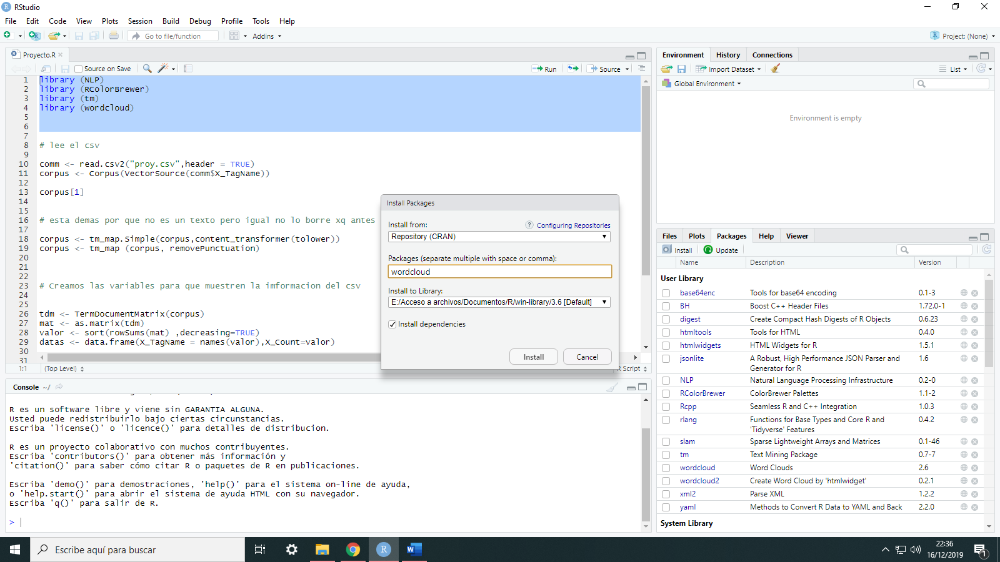 RStudio
File Edit Code View Plots Session Build Debug Profile Tools Help
Go to file/function Addins Project: (None)
Proyecto.R
Source on Save Run Source
1 library (NLP)
2 library (RColorBrewer)
3 library (tm)
4 library (wordcloud)
5
6
7
8 # lee el csv
9
10 comm <- read.csv2("proy.csv",header = TRUE)
11 corpus <- Corpus(VectorSource(comm$X_TagName))
12
13 corpus[1]
14
15
16 # esta demas por que no es un texto pero igual no lo borre xq antes
17
18 corpus <- tm_map.Simple(corpus,content_transformer(tolower))
19 corpus <- tm_map (corpus, removePunctuation)
20
21
22
23 # Creamos las variables para que muestren la imformacion del csv
24
25
26 tdm <- TermDocumentMatrix(corpus)
27 mat <- as.matrix(tdm)
28 valor <- sort(rowSums(mat) ,decreasing=TRUE)
29 datas <- data.frame(X_TagName = names(valor),X_Count=valor)
30
31
1:1 (Top Level) R Script
Install Packages
Install from: Configuring Repositories
Repository (CRAN)
Packages (separate multiple with space or comma):
wordcloud
Install to Library:
E:/Acceso a archivos/Documentos/R/win-library/3.6 [Default]
Install dependencies
Install Cancel
Console ~/
R es un software libre y viene sin GARANTIA ALGUNA.
Usted puede redistribuirlo bajo ciertas circunstancias.
Escriba 'license()' o 'licence()' para detalles de distribucion.
R es un proyecto colaborativo con muchos contribuyentes.
Escriba 'contributors()' para obtener más información y
'citation()' para saber cómo citar R o paquetes de R en publicaciones.
Escriba 'demo()' para demostraciones, 'help()' para el sistema on-line de ayuda,
o 'help.start()' para abrir el sistema de ayuda HTML con su navegador.
Escriba 'q()' para salir de R.
>
Environment History Connections
Import Dataset List
Global Environment
Environment is empty
Files Plots Packages Help Viewer
Install Update
Name Description Version
User Library
base64enc Tools for base64 encoding 0.1-3
BH Boost C++ Header Files 1.72.0-1
digest Create Compact Hash Digests of R Objects 0.6.23
htmltools Tools for HTML 0.4.0
htmlwidgets HTML Widgets for R 1.5.1
jsonlite A Robust, High Performance JSON Parser and 1.6
Generator for R
NLP Natural Language Processing Infrastructure 0.2-0
RColorBrewer ColorBrewer Palettes 1.1-2
Rcpp Seamless R and C++ Integration 1.0.3
rlang Functions for Base Types and Core R and 0.4.2
'Tidyverse' Features
slam Sparse Lightweight Arrays and Matrices 0.1-46
tm Text Mining Package 0.7-7
wordcloud Word Clouds 2.6
wordcloud2 Create Word Cloud by 'htmlwidget' 0.2.1
xml2 Parse XML 1.2.2
yaml Methods to Convert R Data to YAML and Back 2.2.0
System Library
Escribe aquí para buscar
22:36
16/12/2019
1